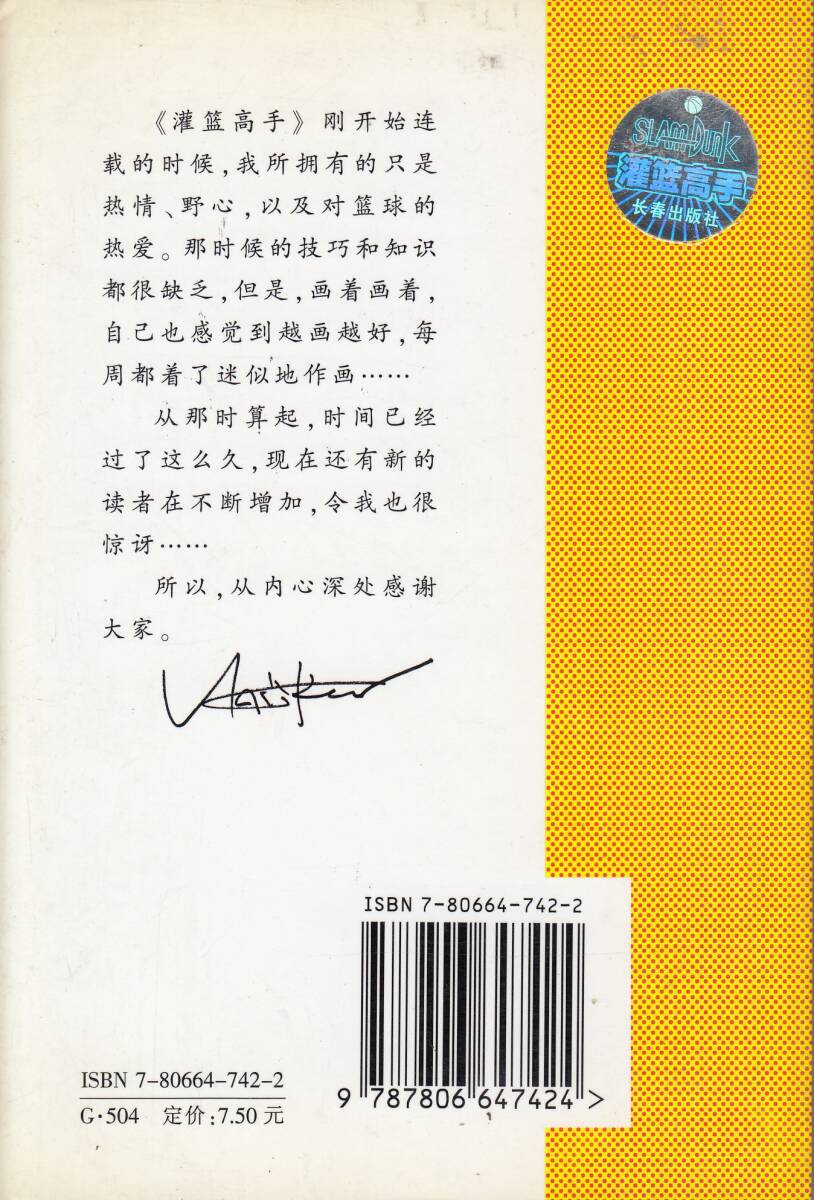 《灌篮高手》刚开始连
载的时候,我所拥有的只是
热情、野心,以及对篮球的
热爱。那时候的技巧和知识
都很缺乏,但是,画着画着,
自己也感觉到越画越好,每
周都着了迷似地作画……
从那时算起,时间已经
过了这么久,现在还有新的
读者在不断增加,令我也很
惊讶……
所以,从内心深处感谢
大家。
SLAM DUNK
灌篮高手
长春出版社
ISBN 7-80664-742-2
9 787806 647424 >
ISBN 7-80664-742-2
G·504 定价:7.50 元